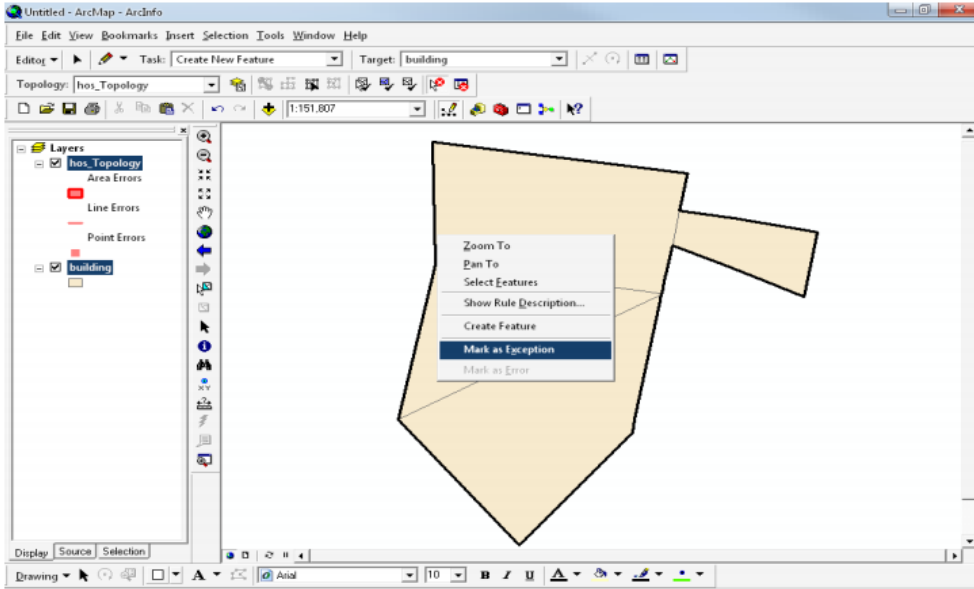 Untitled - ArcMap - ArcInfo
File Edit View Bookmarks Insert Selection Tools Window Help
Editor Task: Create New Feature Target: building
Topology: hos_Topology
1:151,807
Layers
hos_Topology
Area Errors
Line Errors
Point Errors
building
XY
Zoom To
Pan To
Select Features
Show Rule Description...
Create Feature
Mark as Exception
Mark as Error
Display Source Selection
Drawing A Arial 10 B I U A